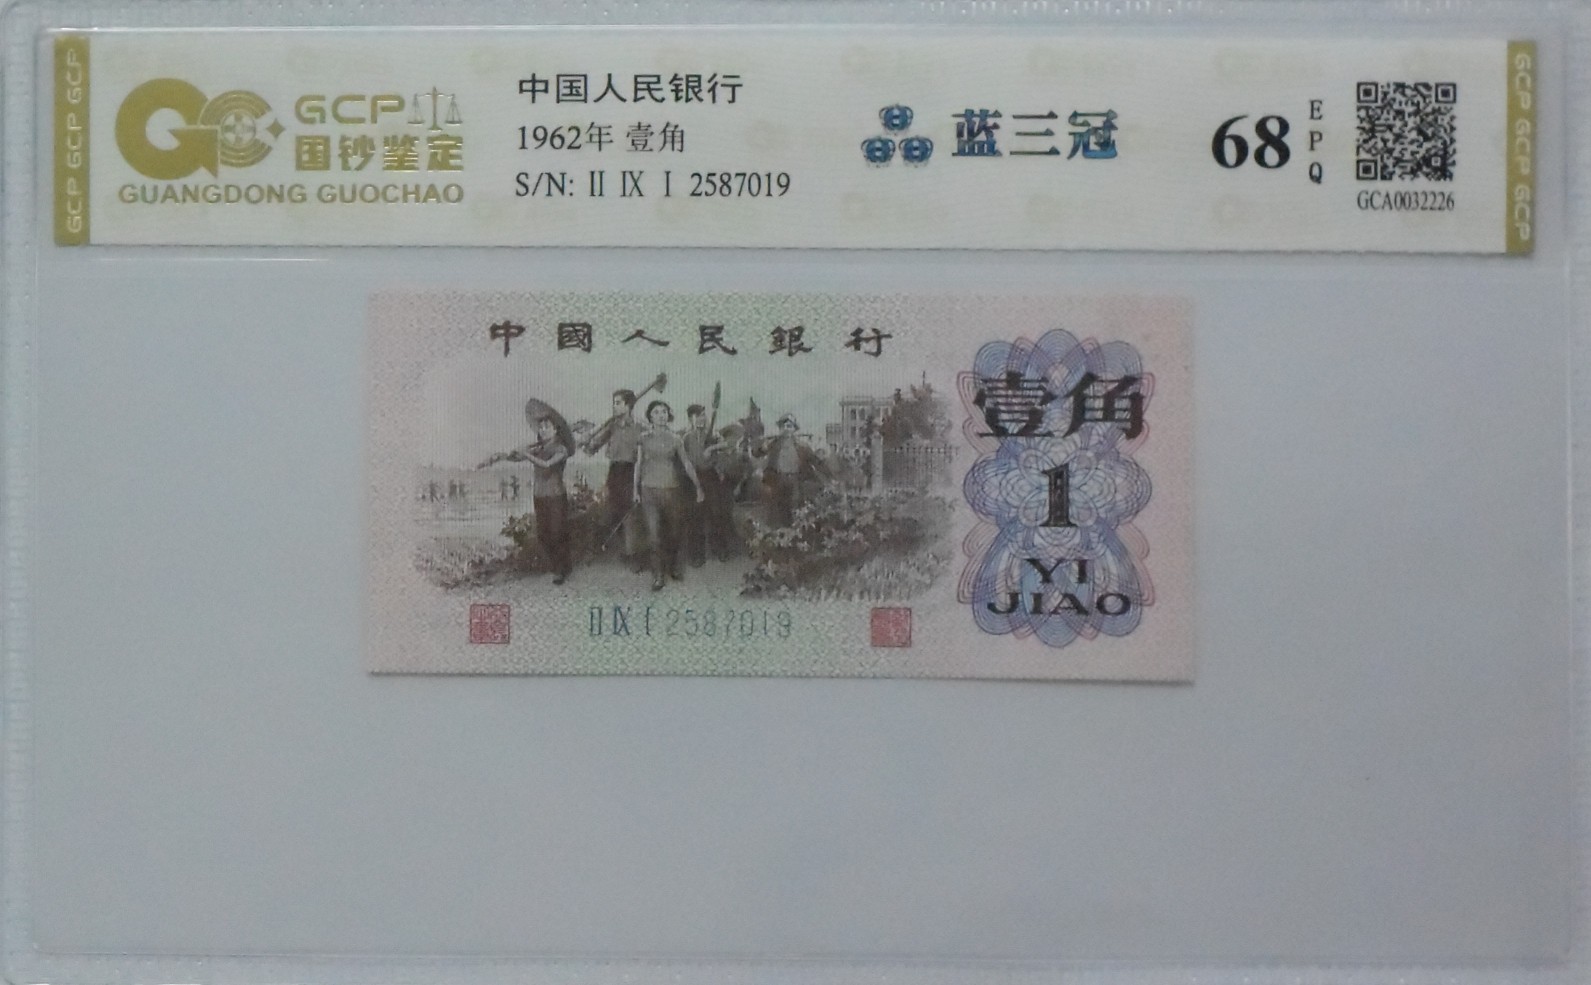 GCP GCP GCP
GCP
国钞鉴定
GUANGDONG GUOCHAO
中国人民银行
1962年 壹角
S/N: Ⅱ Ⅸ Ⅰ 2587019
蓝三冠
68
EPQ
GCA0032226
GCP GCP GCP
中國人民銀行
壹角
1
YI
JIAO
Ⅱ Ⅸ Ⅰ 2587019